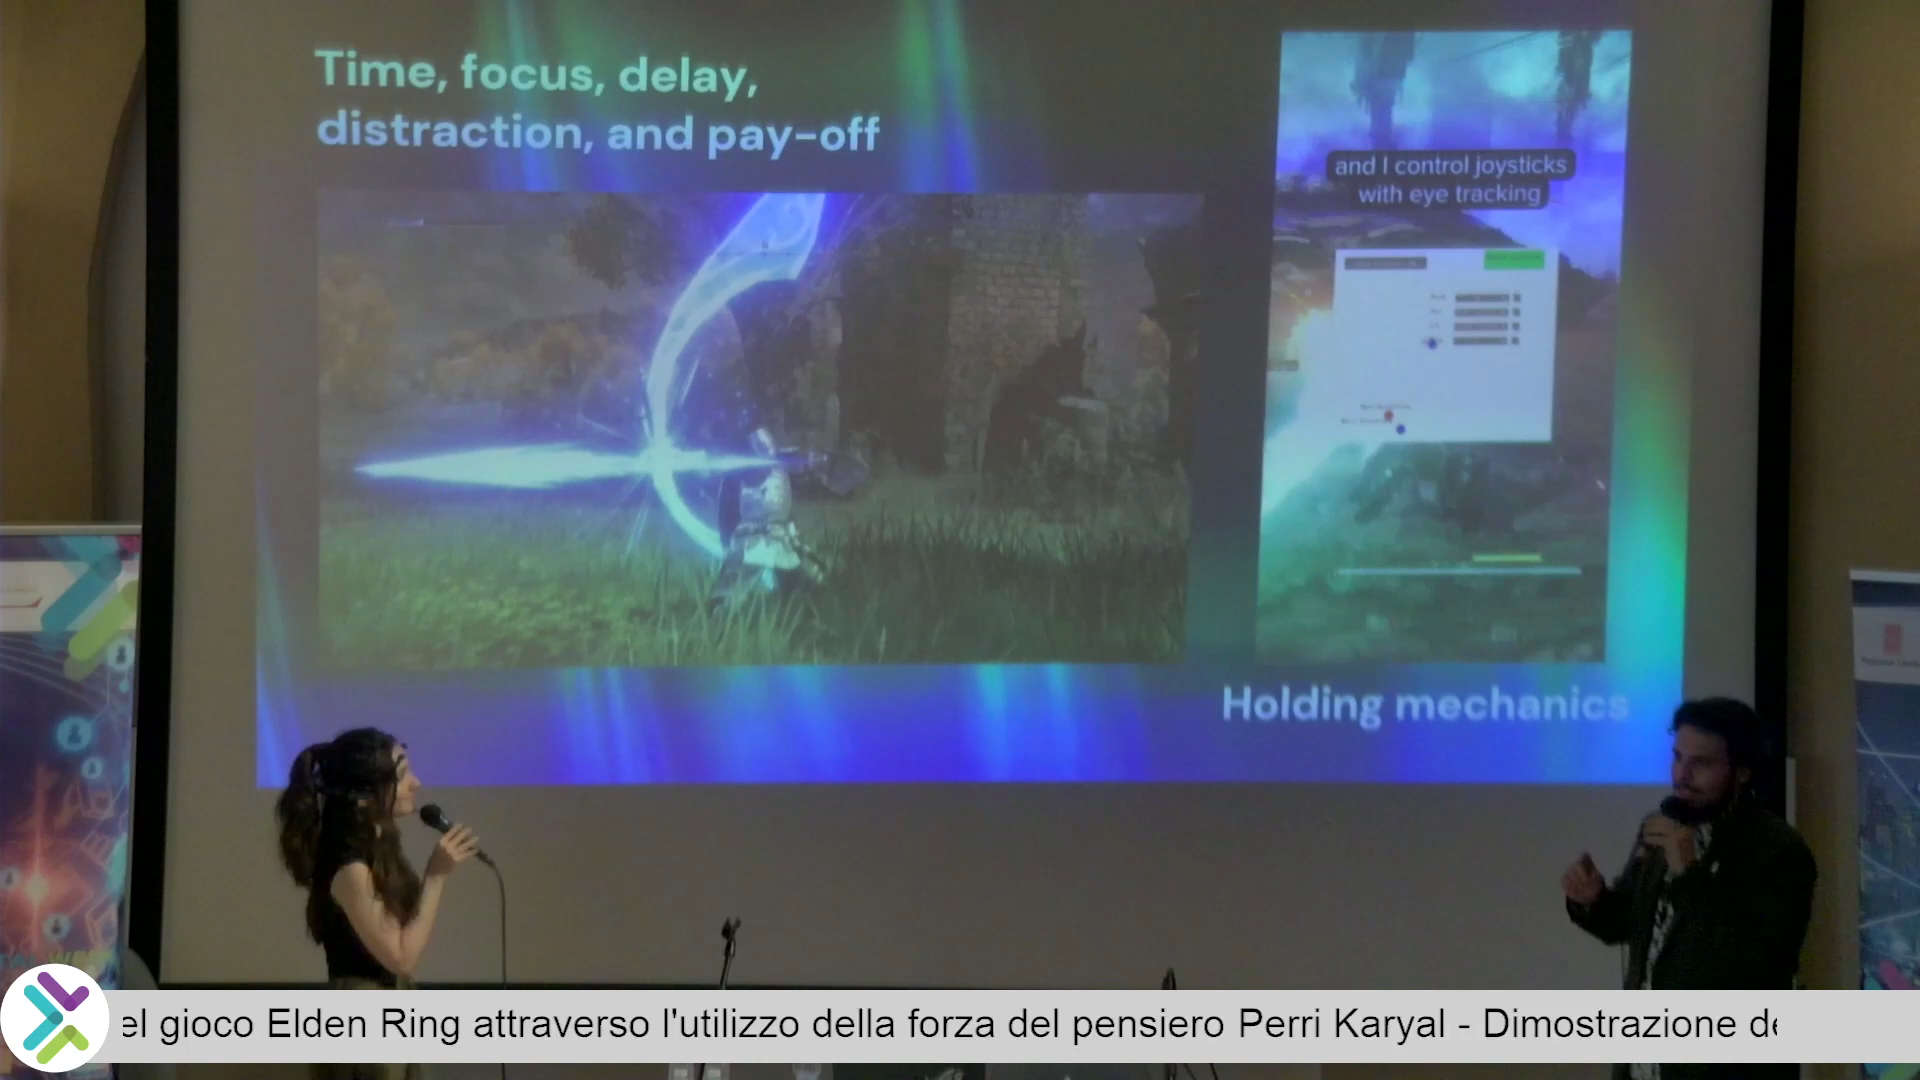 Time, focus, delay,
distraction, and pay-off
and I control joysticks
with eye tracking
Holding mechanics
el gioco Elden Ring attraverso l'utilizzo della forza del pensiero Perri Karyal - Dimostrazione de